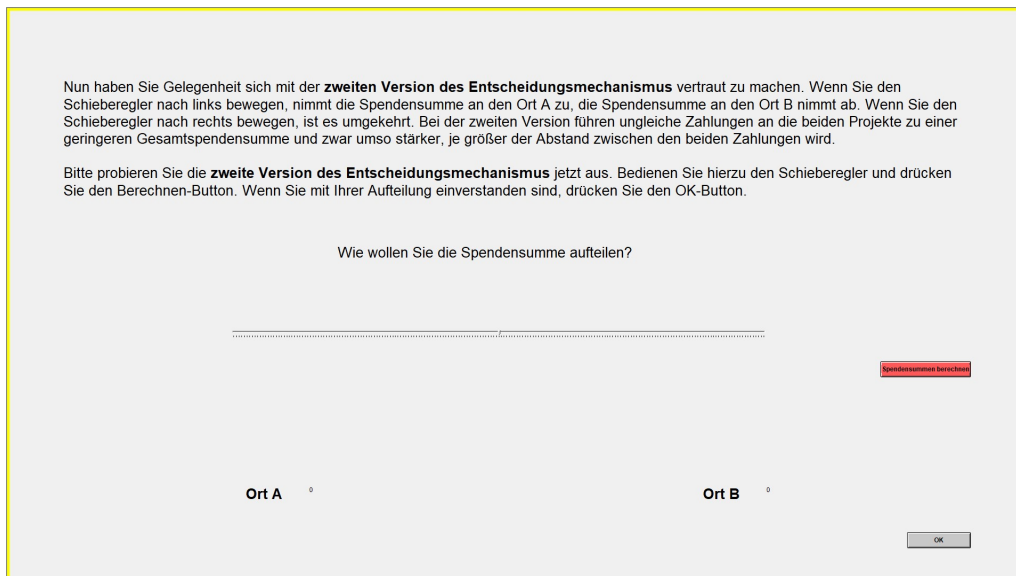 Nun haben Sie Gelegenheit sich mit der zweiten Version des Entscheidungsmechanismus vertraut zu machen. Wenn Sie den
Schieberegler nach links bewegen, nimmt die Spendensumme an den Ort A zu, die Spendensumme an den Ort B nimmt ab. Wenn Sie den
Schieberegler nach rechts bewegen, ist es umgekehrt. Bei der zweiten Version führen ungleiche Zahlungen an die beiden Projekte zu einer
geringeren Gesamtspendensumme und zwar umso stärker, je größer der Abstand zwischen den beiden Zahlungen wird.
Bitte probieren Sie die zweite Version des Entscheidungsmechanismus jetzt aus. Bedienen Sie hierzu den Schieberegler und drücken
Sie den Berechnen-Button. Wenn Sie mit Ihrer Aufteilung einverstanden sind, drücken Sie den OK-Button.
Wie wollen Sie die Spendensumme aufteilen?
Spendensummen berechnen
Ort A 0 Ort B 0
OK